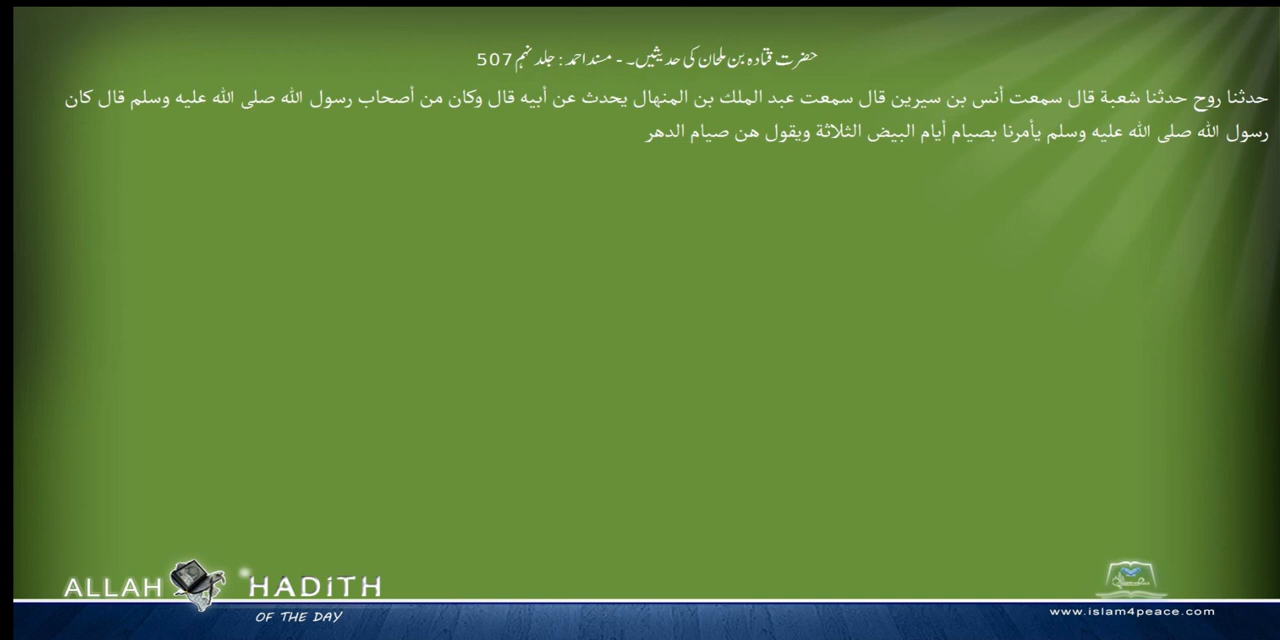 حضرت قتادہ بن ملحان کی حدیثیں۔ - مسند احمد : جلد نہم 507
حدثنا روح حدثنا شعبة قال سمعت أنس بن سيرين قال سمعت عبد الملك بن المنهال يحدث عن أبيه قال وكان من أصحاب رسول الله صلى الله عليه وسلم قال كان
رسول الله صلى الله عليه وسلم يأمرنا بصيام أيام البيض الثلاثة ويقول هن صيام الدهر
ALLAH HADITH
OF THE DAY
www.islam4peace.com